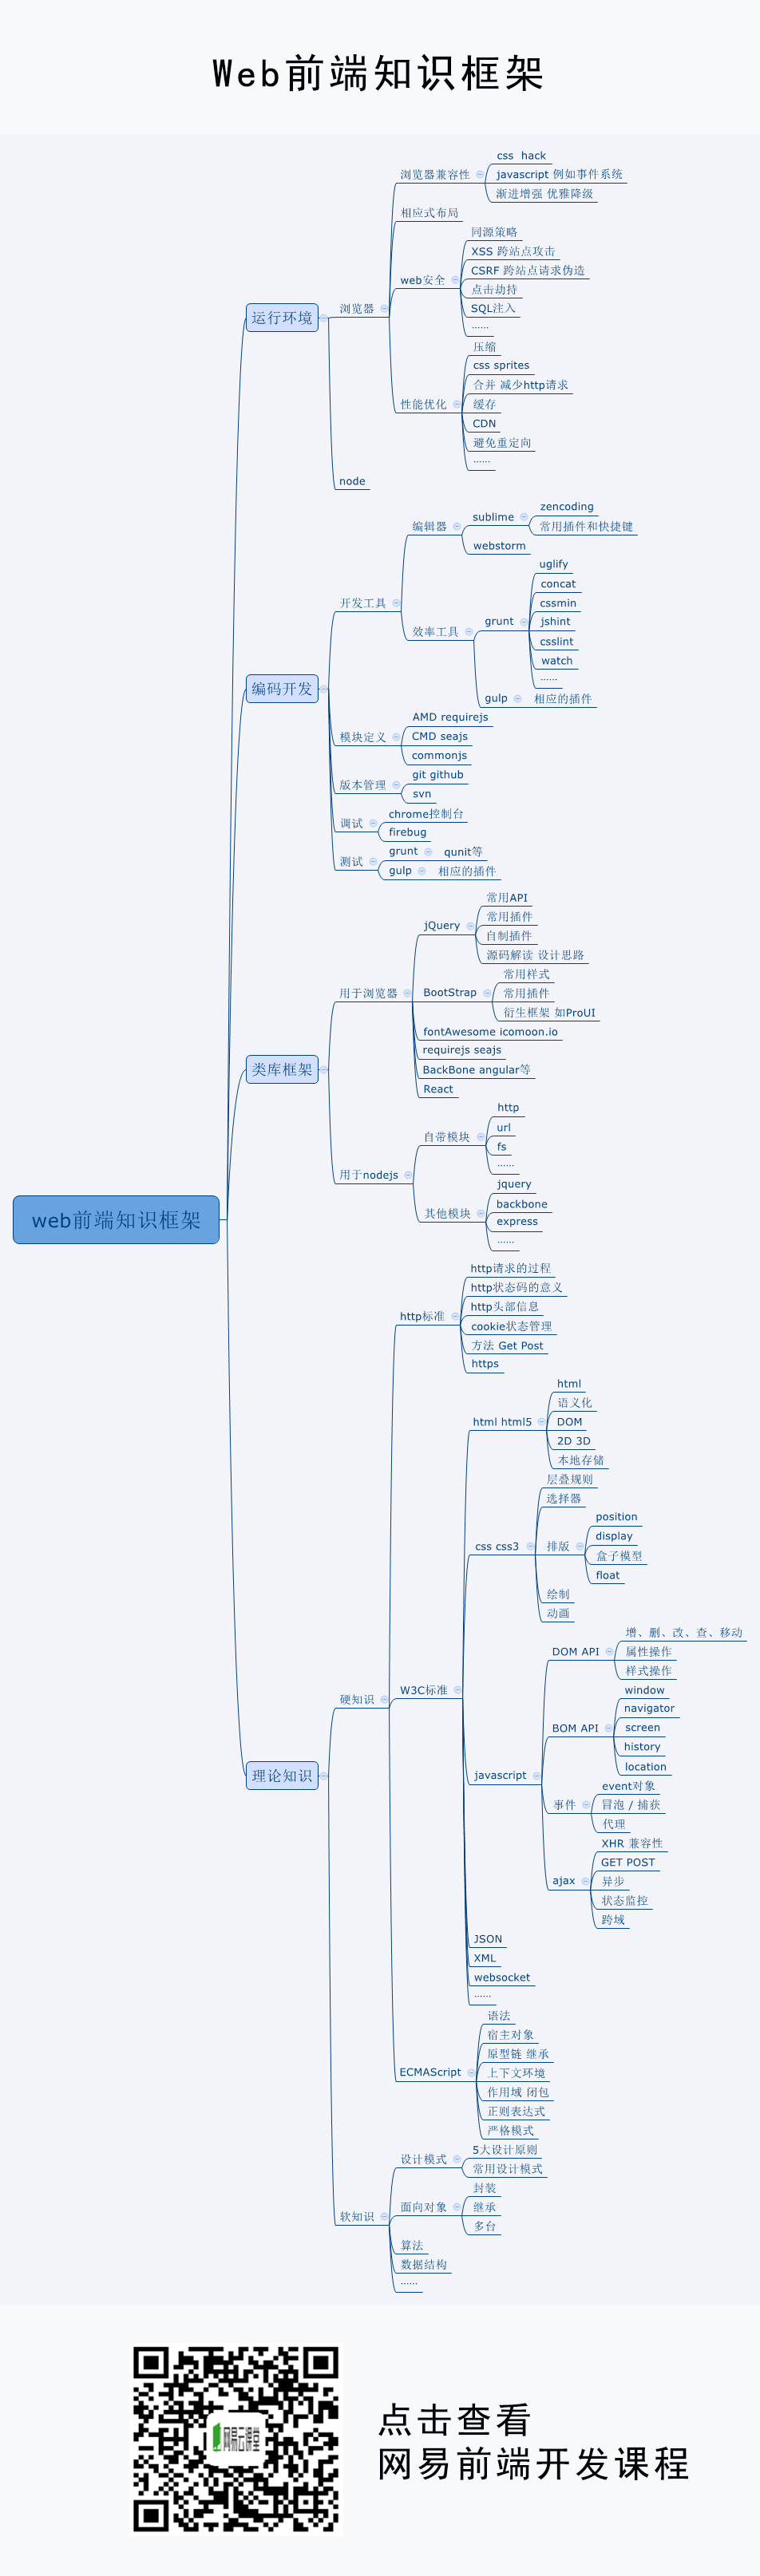 Web前端知识框架
css hack
浏览器兼容性
javascript 例如事件系统
渐进增强 优雅降级
相应式布局
同源策略
XSS 跨站点攻击
CSRF 跨站点请求伪造
web安全
点击劫持
SQL注入
......
浏览器
运行环境
压缩
css sprites
合并 减少http请求
性能优化
缓存
CDN
避免重定向
......
node
zencoding
sublime
常用插件和快捷键
编辑器
webstorm
uglify
concat
开发工具
cssmin
效率工具
grunt
jshint
csslint
watch
......
编码开发
gulp
相应的插件
AMD requirejs
模块定义
CMD seajs
commonjs
git github
版本管理
svn
chrome控制台
调试
firebug
grunt
qunit等
测试
gulp
相应的插件
常用API
常用插件
jQuery
自制插件
源码解读 设计思路
常用样式
用于浏览器
BootStrap
常用插件
衍生框架 如ProUI
fontAwesome icomoon.io
requirejs seajs
类库框架
BackBone angular等
React
http
自带模块
url
fs
......
用于nodejs
jquery
backbone
其他模块
express
......
web前端知识框架
http请求的过程
http状态码的意义
http头部信息
http标准
cookie状态管理
方法 Get Post
https
html
语义化
html html5
DOM
2D 3D
本地存储
层叠规则
选择器
position
display
css css3
排版
盒子模型
float
绘制
动画
增、删、改、查、移动
DOM API
属性操作
样式操作
硬知识
W3C标准
window
navigator
BOM API
screen
history
location
理论知识
javascript
event对象
事件
冒泡 / 捕获
代理
XHR 兼容性
GET POST
ajax
异步
状态监控
跨域
JSON
XML
websocket
......
语法
宿主对象
原型链 继承
ECMAScript
上下文环境
作用域 闭包
正则表达式
严格模式
5大设计原则
设计模式
常用设计模式
封装
面向对象
继承
多台
软知识
算法
数据结构
......
网易云课堂
点击查看
网易前端开发课程